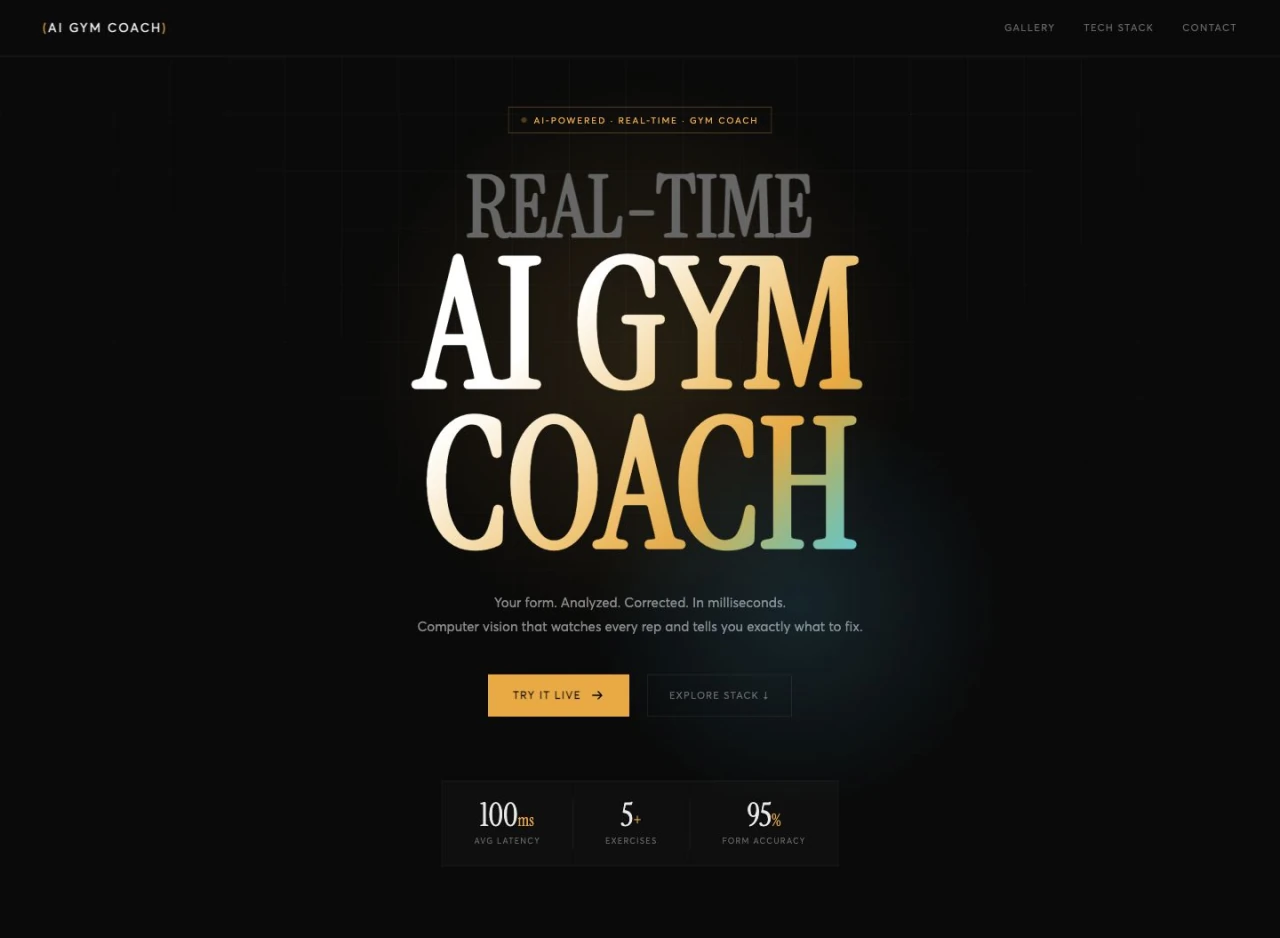 (AI GYM COACH)
GALLERY TECH STACK CONTACT
AI-POWERED · REAL-TIME · GYM COACH
REAL-TIME
AI GYM
COACH
Your form. Analyzed. Corrected. In milliseconds.
Computer vision that watches every rep and tells you exactly what to fix.
TRY IT LIVE → EXPLORE STACK ↓
100ms 5+ 95%
AVG LATENCY EXERCISES FORM ACCURACY